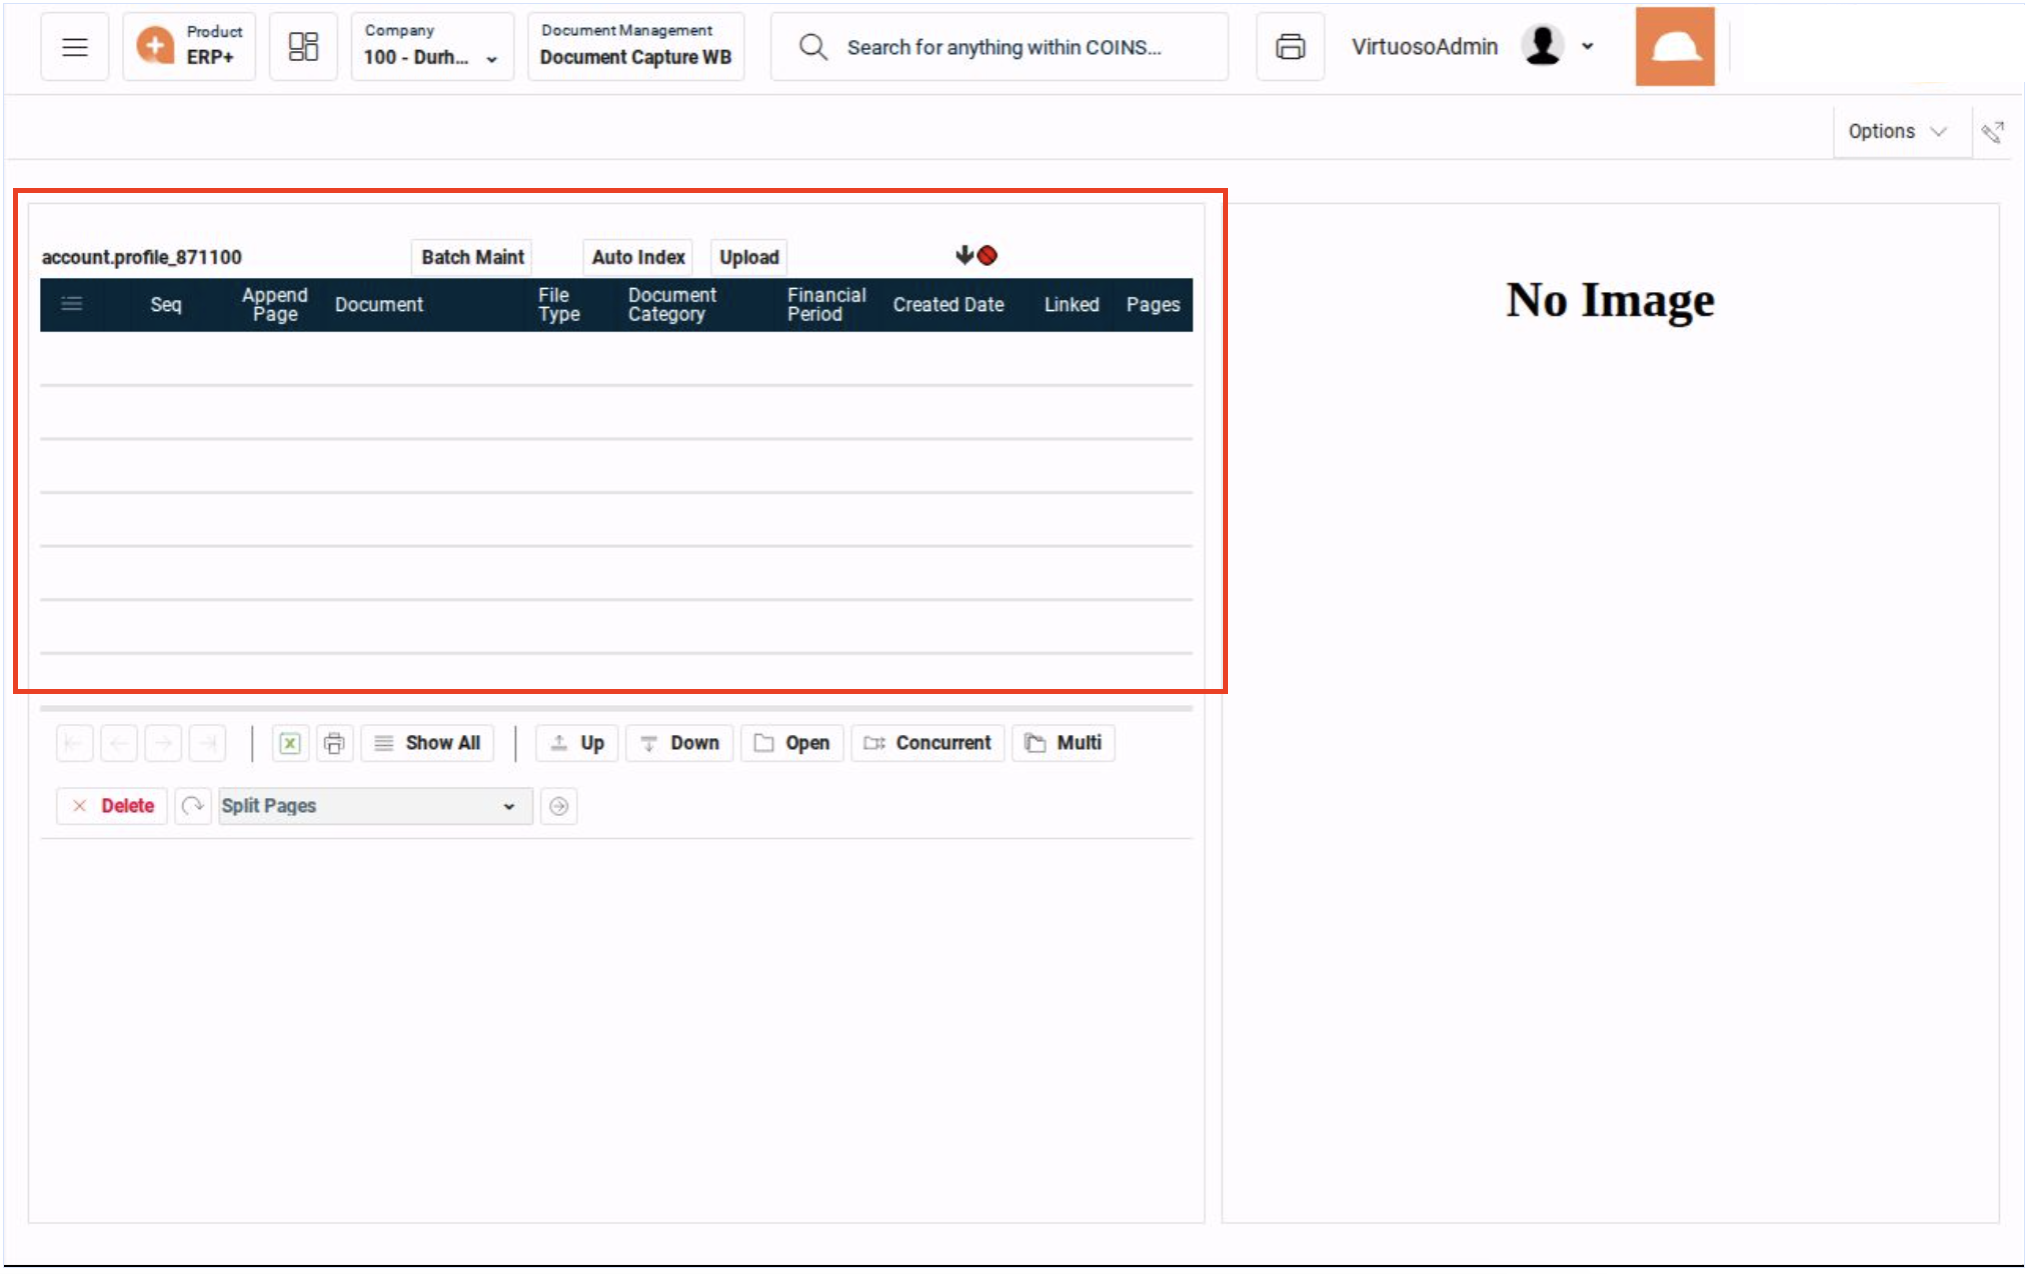 Product
ERP+
Company
100 - Durh...
Document Management
Document Capture WB
Search for anything within COINS...
VirtuosoAdmin
Options
account.profile_871100
Batch Maint
Auto Index
Upload
Seq
Append
Page
Document
File
Type
Document
Category
Financial
Period
Created Date
Linked
Pages
No Image
Show All
Up
Down
Open
Concurrent
Multi
Delete
Split Pages